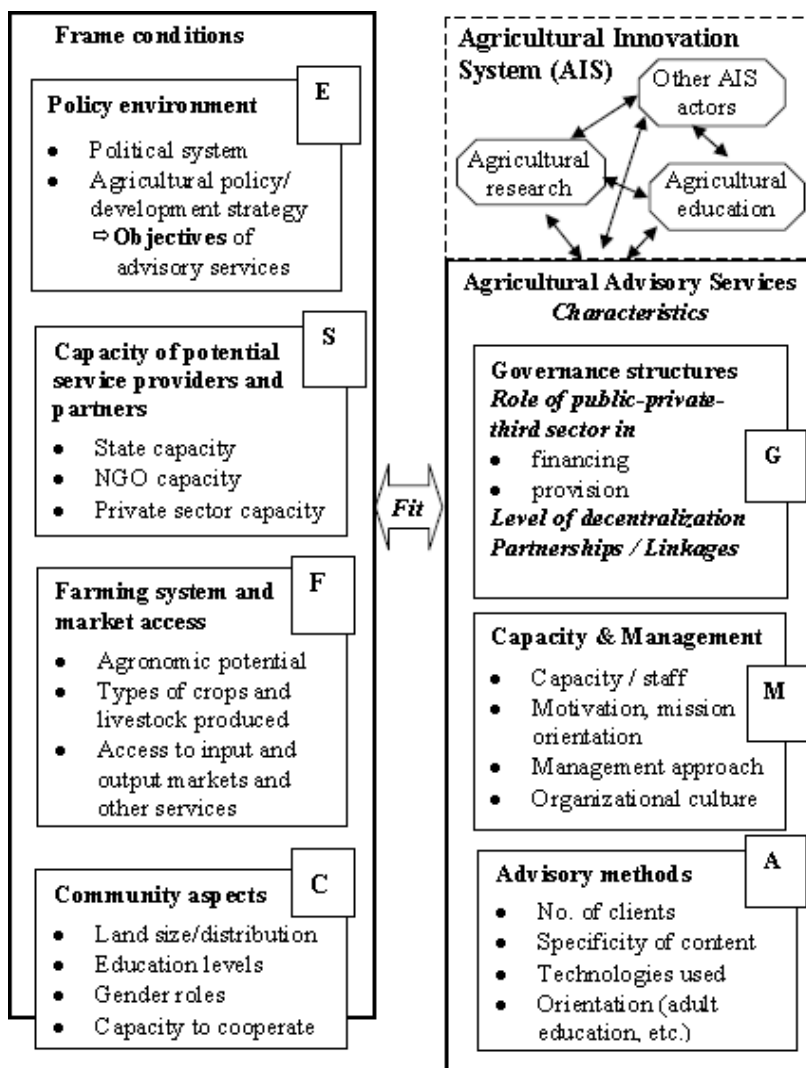 Frame conditions
Policy environment
E
● Political system
● Agricultural policy/
development strategy
⇨ Objectives of
advisory services
Capacity of potential
service providers and
partners
S
● State capacity
● NGO capacity
● Private sector capacity
Farming system and
market access
F
● Agronomic potential
● Types of crops and
livestock produced
● Access to input and
output markets and
other services
Community aspects
C
● Land size/distribution
● Education levels
● Gender roles
● Capacity to cooperate
Fit
Agricultural Innovation
System (AIS)
Other AIS
actors
Agricultural
research
Agricultural
education
Agricultural Advisory Services
Characteristics
Governance structures
Role of public-private-
third sector in
● financing
● provision
G
Level of decentralization
Partnerships / Linkages
Capacity & Management
● Capacity / staff
● Motivation, mission
orientation
M
● Management approach
● Organizational culture
Advisory methods
A
● No. of clients
● Specificity of content
● Technologies used
● Orientation (adult
education, etc.)